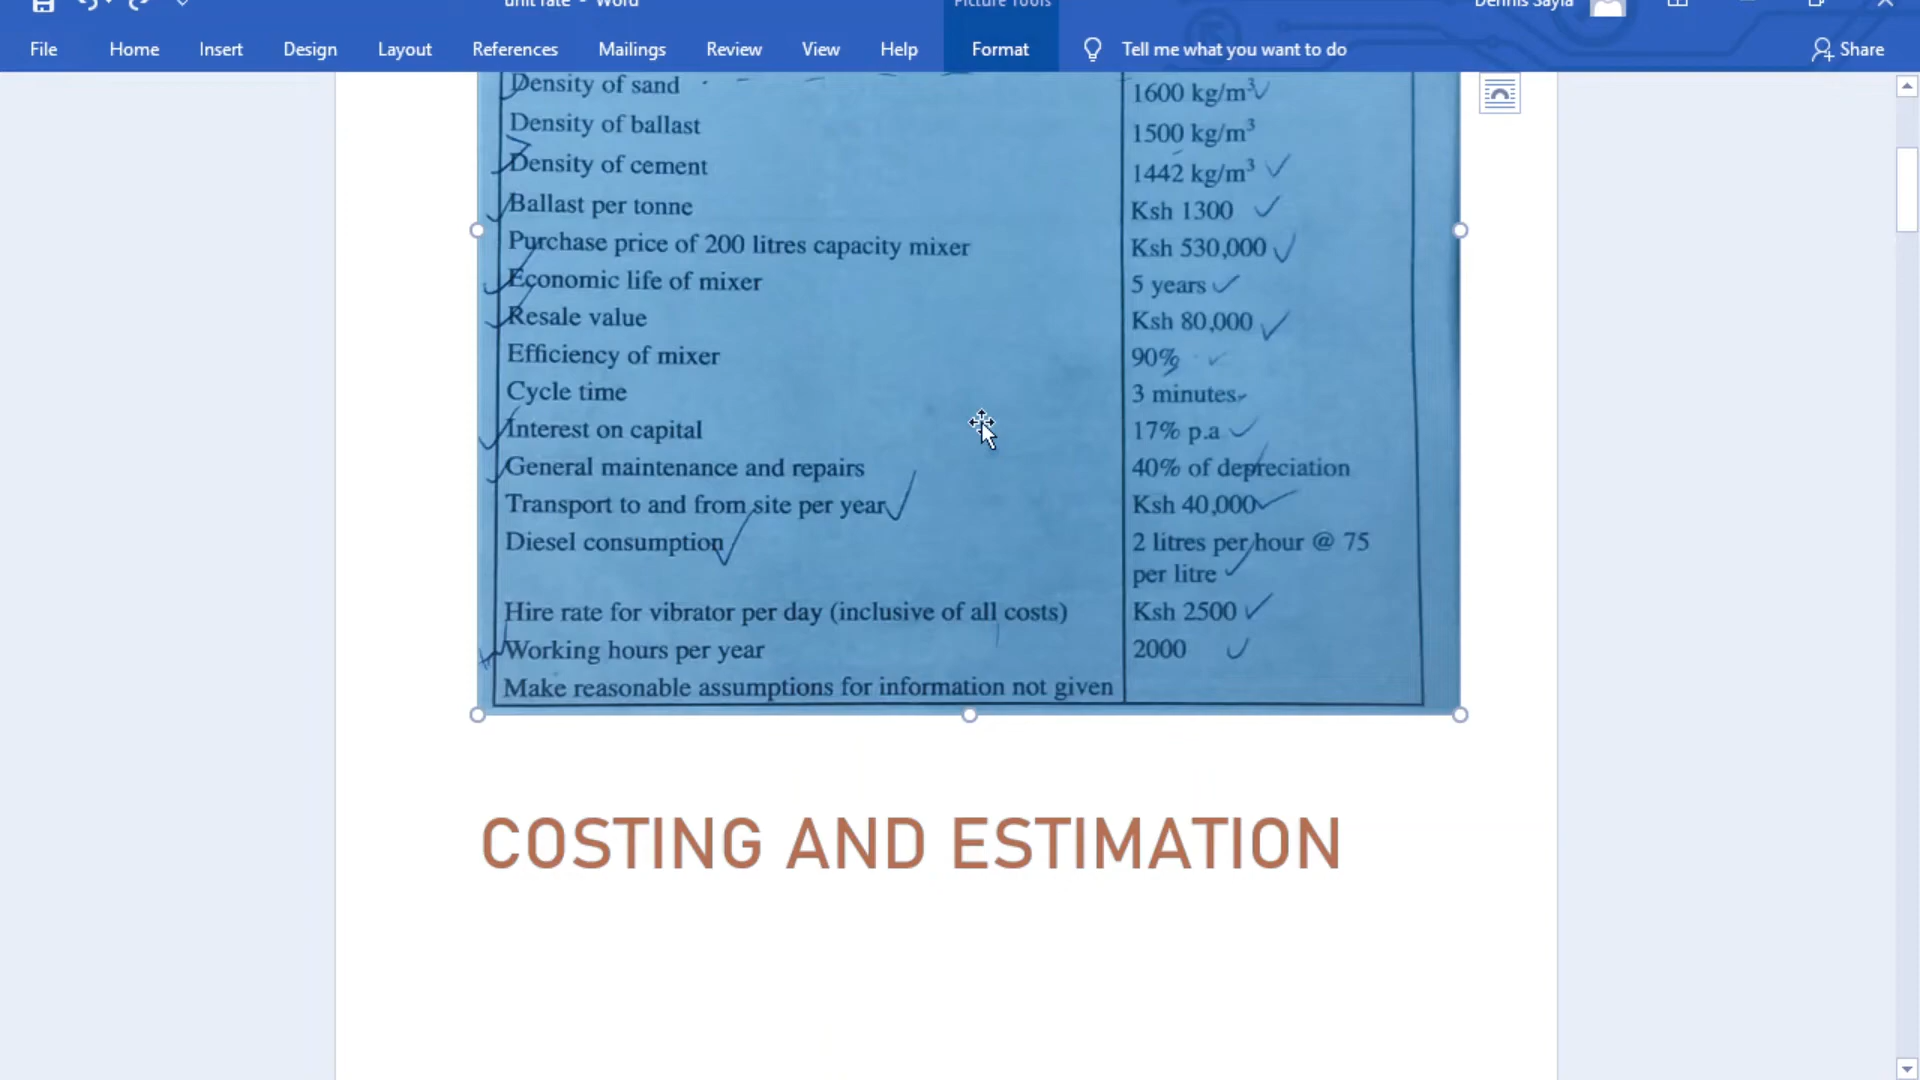 unit rate - Word
Picture Tools
Dennis Sayla
File Home Insert Design Layout References Mailings Review View Help Format Tell me what you want to do Share
Density of sand 1600 kg/m³
Density of ballast 1500 kg/m³
Density of cement 1442 kg/m³
Ballast per tonne Ksh 1300
Purchase price of 200 litres capacity mixer Ksh 530,000
Economic life of mixer 5 years
Resale value Ksh 80,000
Efficiency of mixer 90%
Cycle time 3 minutes
Interest on capital 17% p.a
General maintenance and repairs 40% of depreciation
Transport to and from site per year Ksh 40,000
Diesel consumption 2 litres per hour @ 75
per litre
Hire rate for vibrator per day (inclusive of all costs) Ksh 2500
Working hours per year 2000
Make reasonable assumptions for information not given
COSTING AND ESTIMATION